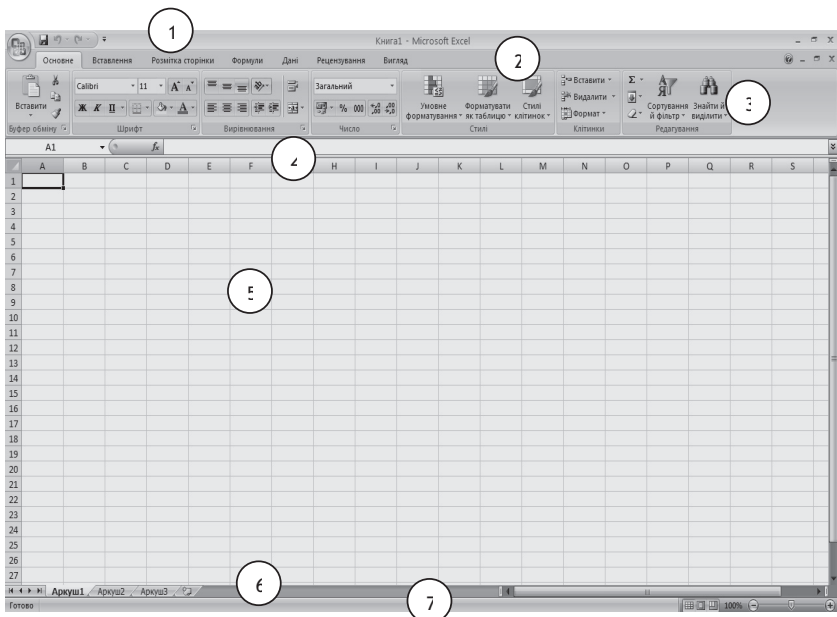 1
Книга1 - Microsoft Excel
2
Основне Вставлення Розмітка сторінки Формули Дані Рецензування Вигляд
Вставити
Calibri 11 А А
Ж К П А
Загальний
% 000
Умовне форматування
Форматувати як таблицю
Стилі клітинок
Вставити
Видалити
Формат
Σ
Сортування й фільтр
Знайти й виділити
3
Буфер обміну Шрифт Вирівнювання Число Стилі Клітинки Редагування
A1 fx
4
A B C D E F H I J K L M N O P Q R S
1
2
3
4
5
6
7
8
9
10
11
12
13
14
15
16
17
18
19
20
21
22
23
24
25
26
27
5
Аркуш1 Аркуш2 Аркуш3
6
7
Готово 100%